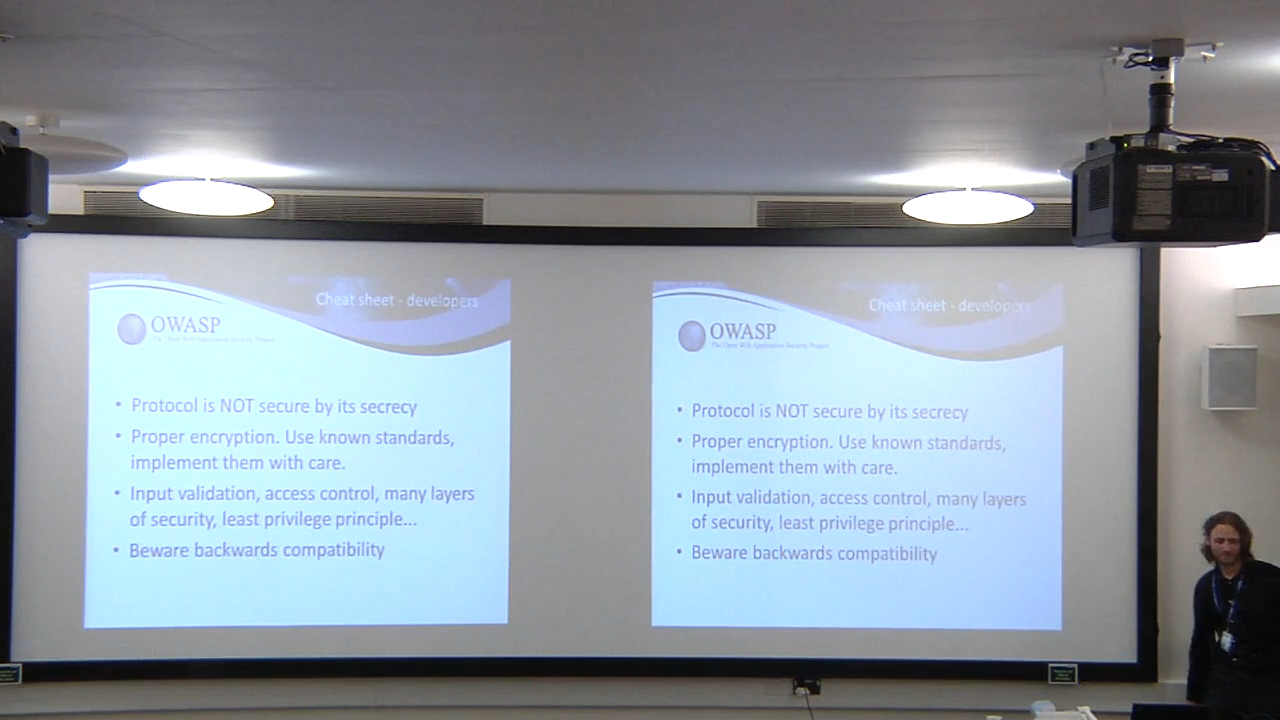 Cheat sheet - developers
OWASP
The Open Web Application Security Project
• Protocol is NOT secure by its secrecy
• Proper encryption. Use known standards,
implement them with care.
• Input validation, access control, many layers
of security, least privilege principle...
• Beware backwards compatibility
Cheat sheet - developers
OWASP
The Open Web Application Security Project
• Protocol is NOT secure by its secrecy
• Proper encryption. Use known standards,
implement them with care.
• Input validation, access control, many layers
of security, least privilege principle...
• Beware backwards compatibility